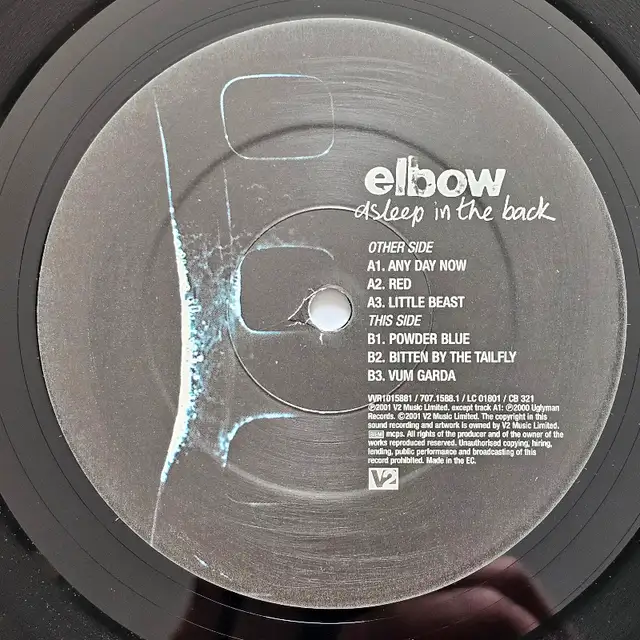 elbow
asleep in the back
OTHER SIDE
A1. ANY DAY NOW
A2. RED
A3. LITTLE BEAST
THIS SIDE
B1. POWDER BLUE
B2. BITTEN BY THE TAILFLY
B3. VUM GARDA
VVR1015881 / 707.1588.1 / LC 01801 / CB 321
℗2001 V2 Music Limited. except track A1: ℗2000 Uglyman
Records. ©2001 V2 Music Limited. The copyright in this
sound recording and artwork is owned by V2 Music Limited.
mcps. All rights of the producer and of the owner of the
works reproduced reserved. Unauthorised copying, hiring,
lending, public performance and broadcasting of this
record prohibited. Made in the EC.
V2